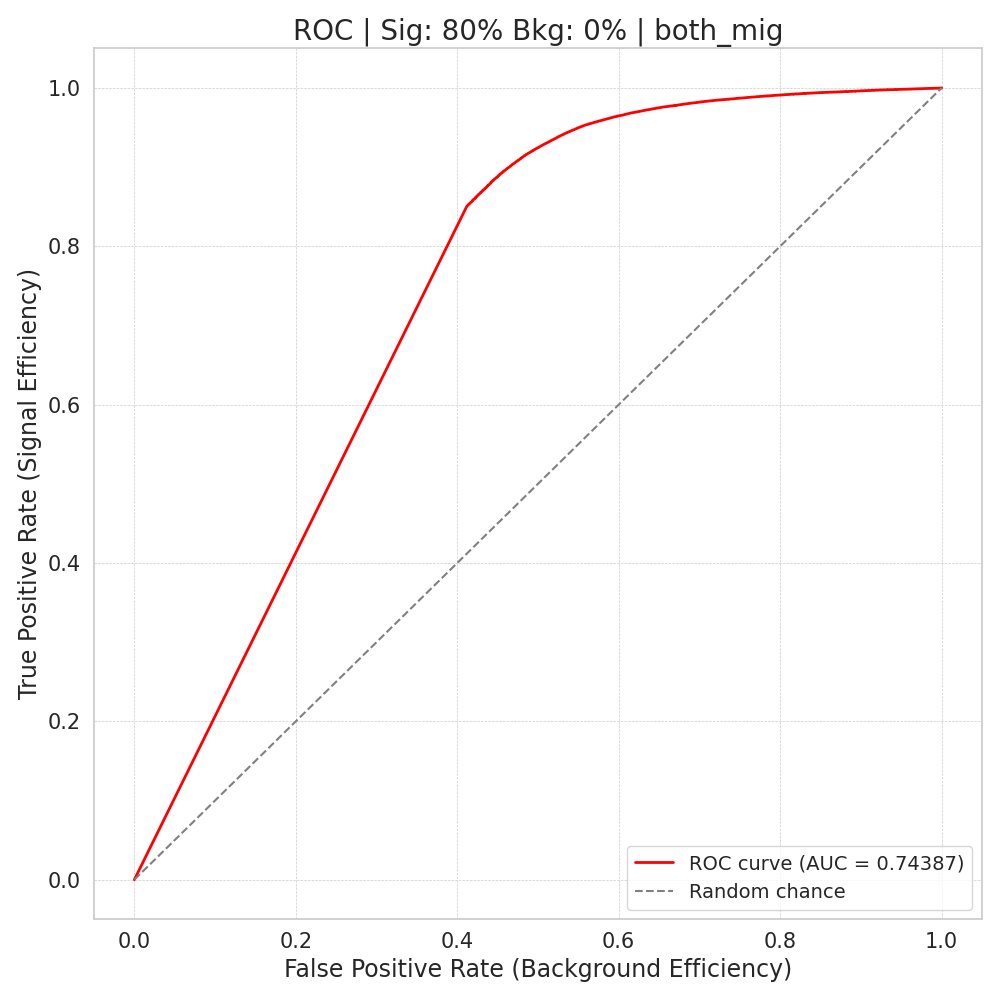 ROC | Sig: 80% Bkg: 0% | both_mig
True Positive Rate (Signal Efficiency)
1.0
0.8
0.6
0.4
0.2
0.0
ROC curve (AUC = 0.74387)
Random chance
0.0 0.2 0.4 0.6 0.8 1.0
False Positive Rate (Background Efficiency)